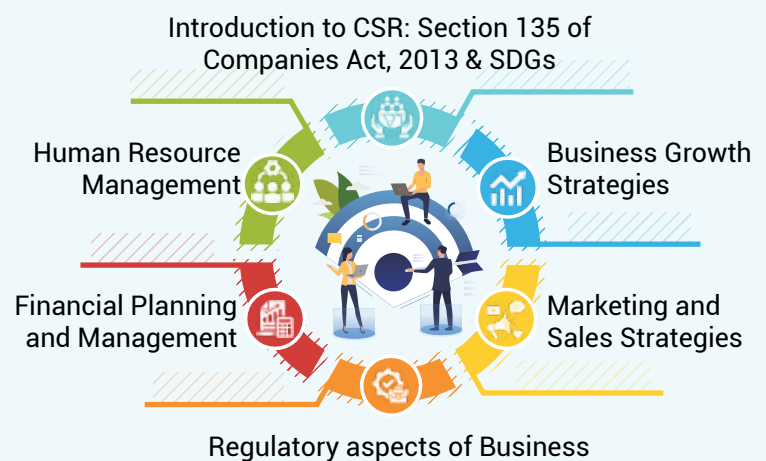 Introduction to CSR: Section 135 of
Companies Act, 2013 & SDGs
Human Resource
Management
Business Growth
Strategies
Financial Planning
and Management
Marketing and
Sales Strategies
Regulatory aspects of Business